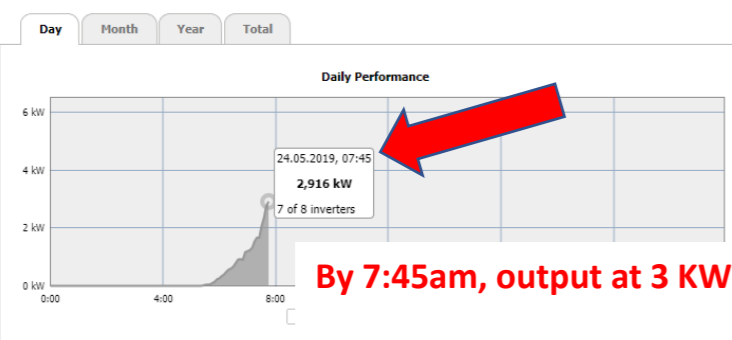 Day Month Year Total
Daily Performance
6 kW
24.05.2019, 07:45
4 kW
2,916 kW
7 of 8 inverters
2 kW
By 7:45am, output at 3 KW
0 kW
0:00 4:00 8:00